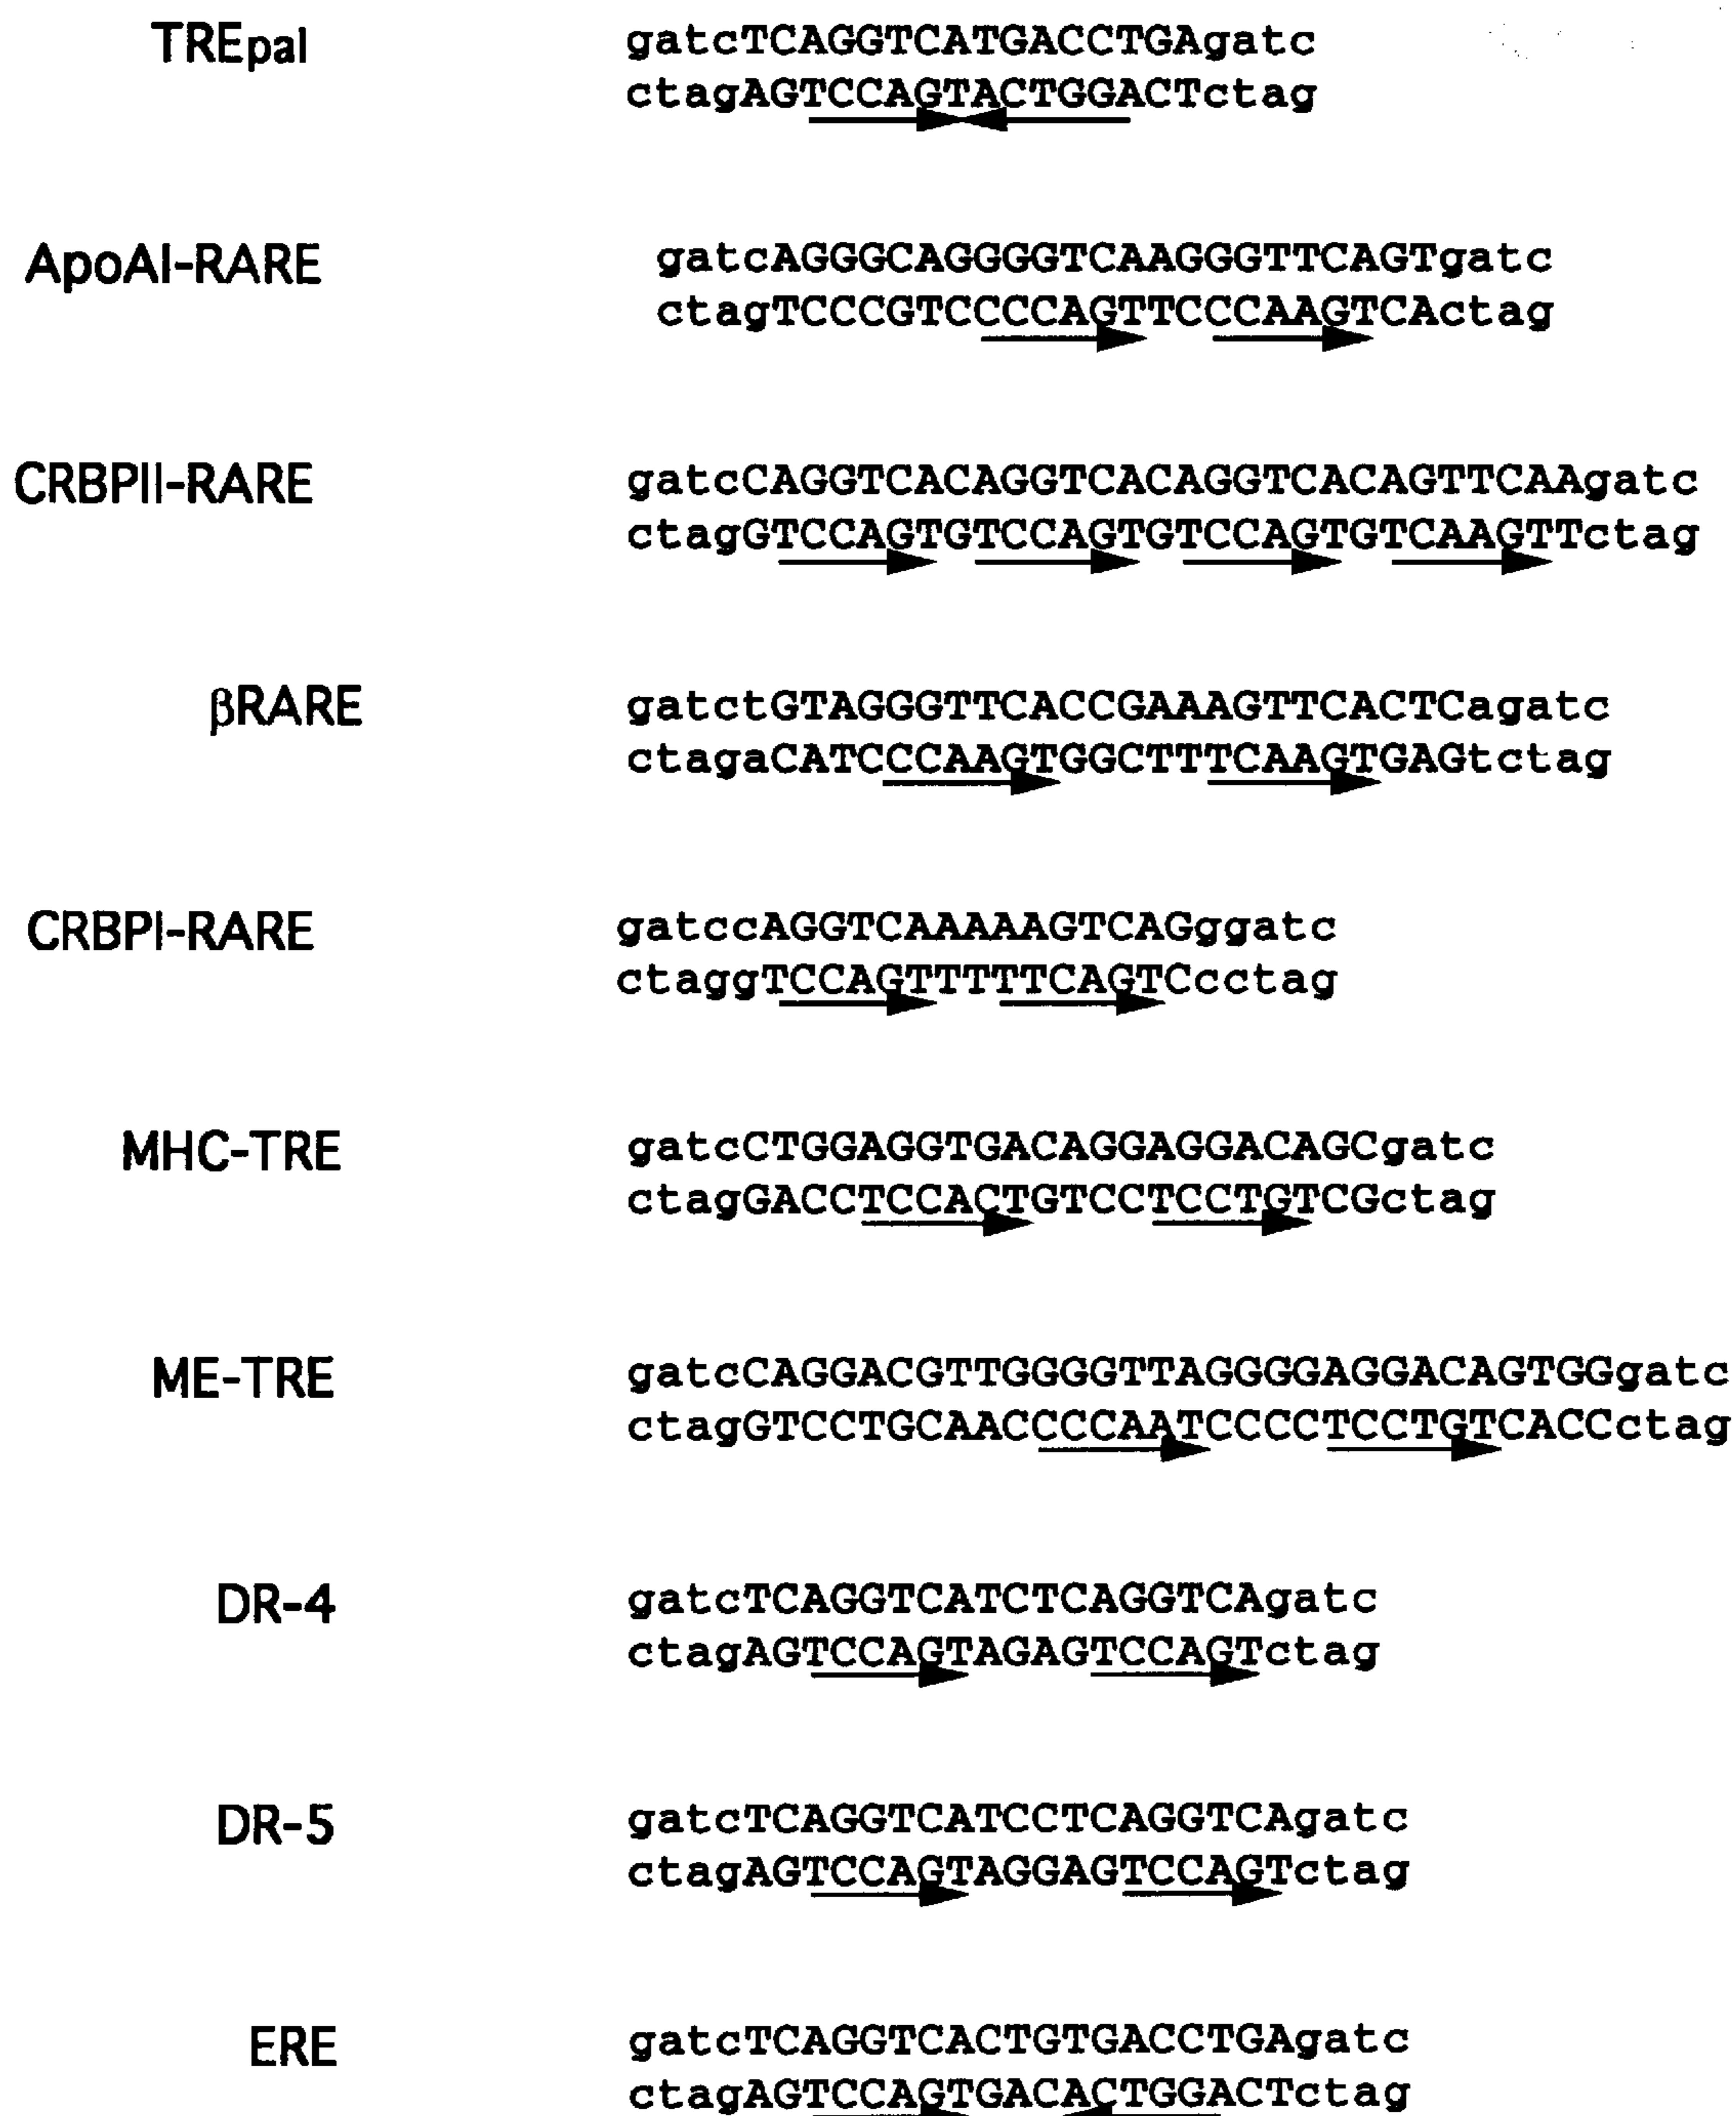 TREpal gatcTCAGGTCATGACCTGAgatc
ctagAGTCCAGTACTGGACTctag
ApoAI-RARE gatcAGGGCAGGGGTCAAGGGTTCAGTgatc
ctagTCCCGTCCCCAGTTCCCAAGTCActag
CRBPII-RARE gatcCAGGTCACAGGTCACAGGTCACAGTTCAAgatc
ctagGTCCAGTGTCCAGTGTCCAGTGTCAAGTTctag
βRARE gatctGTAGGGTTCACCGAAAGTTCACTCagatc
ctagaCATCCCAAGTGGCTTTCAAGTGAGtctag
CRBPI-RARE gatccAGGTCAAAAAGTCAGggatc
ctaggTCCAGTTTTTCAGTCcctag
MHC-TRE gatcCTGGAGGTGACAGGAGGACAGCgatc
ctagGACCTCCACTGTCCTCCTGTCGctag
ME-TRE gatcCAGGACGTTGGGGTTAGGGGAGGACAGTGGgatc
ctagGTCCTGCAACCCCAATCCCCTCCTGTCACCctag
DR-4 gatcTCAGGTCATCTCAGGTCAgatc
ctagAGTCCAGTAGAGTCCAGTctag
DR-5 gatcTCAGGTCATCCTCAGGTCAgatc
ctagAGTCCAGTAGGAGTCCAGTctag
ERE gatcTCAGGTCACTGTGACCTGAgatc
ctagAGTCCAGTGACACTGGACTctag